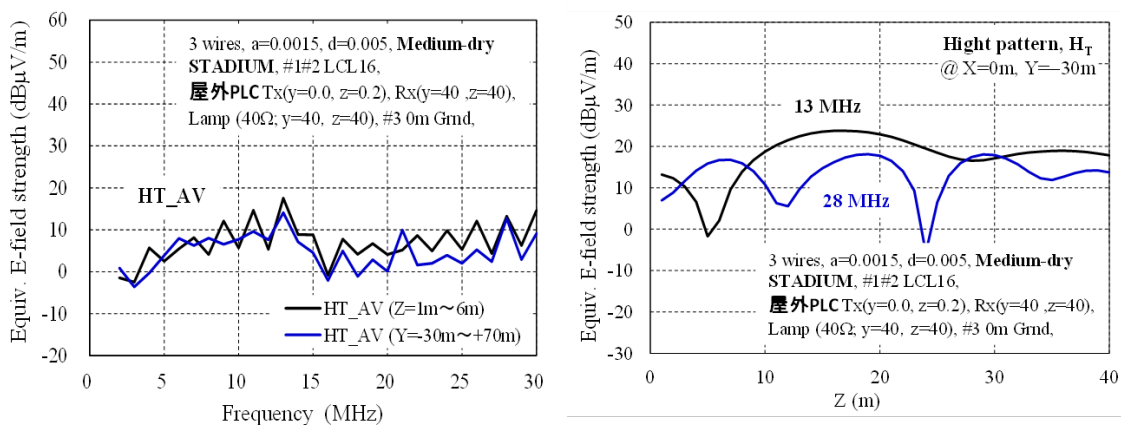 Equiv. E-field strength (dBµV/m)
60
50
40
30
20
10
0
-10
-20
3 wires, a=0.0015, d=0.005, Medium-dry
STADIUM, #1#2 LCL16,
屋外PLC Tx(y=0.0, z=0.2), Rx(y=40 ,z=40),
Lamp (40Ω; y=40, z=40), #3 0m Grnd,
HT_AV
HT_AV (Z=1m～6m)
HT_AV (Y=-30m～+70m)
0 5 10 15 20 25 30
Frequency (MHz)
Equiv. E-field strength (dBµV/m)
50
40
30
20
10
0
-10
-20
-30
Hight pattern, HT
@ X=0m, Y=–30m
13 MHz
28 MHz
3 wires, a=0.0015, d=0.005, Medium-dry
STADIUM, #1#2 LCL16,
屋外PLC Tx(y=0.0, z=0.2), Rx(y=40 ,z=40),
Lamp (40Ω; y=40, z=40), #3 0m Grnd,
0 10 20 30 40
Z (m)